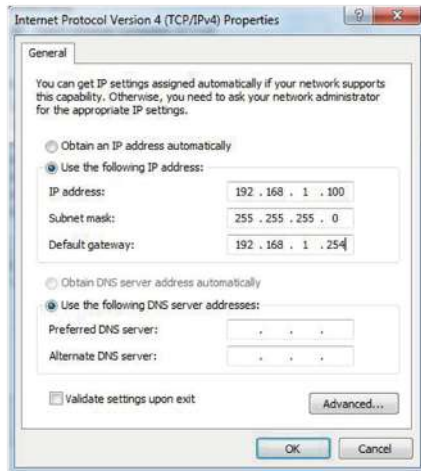 Internet Protocol Version 4 (TCP/IPv4) Properties
General
You can get IP settings assigned automatically if your network supports
this capability. Otherwise, you need to ask your network administrator
for the appropriate IP settings.
Obtain an IP address automatically
Use the following IP address:
IP address: 192 . 168 . 1 . 100
Subnet mask: 255 . 255 . 255 . 0
Default gateway: 192 . 168 . 1 . 254
Obtain DNS server address automatically
Use the following DNS server addresses:
Preferred DNS server: . . .
Alternate DNS server: . . .
Validate settings upon exit
Advanced...
OK Cancel